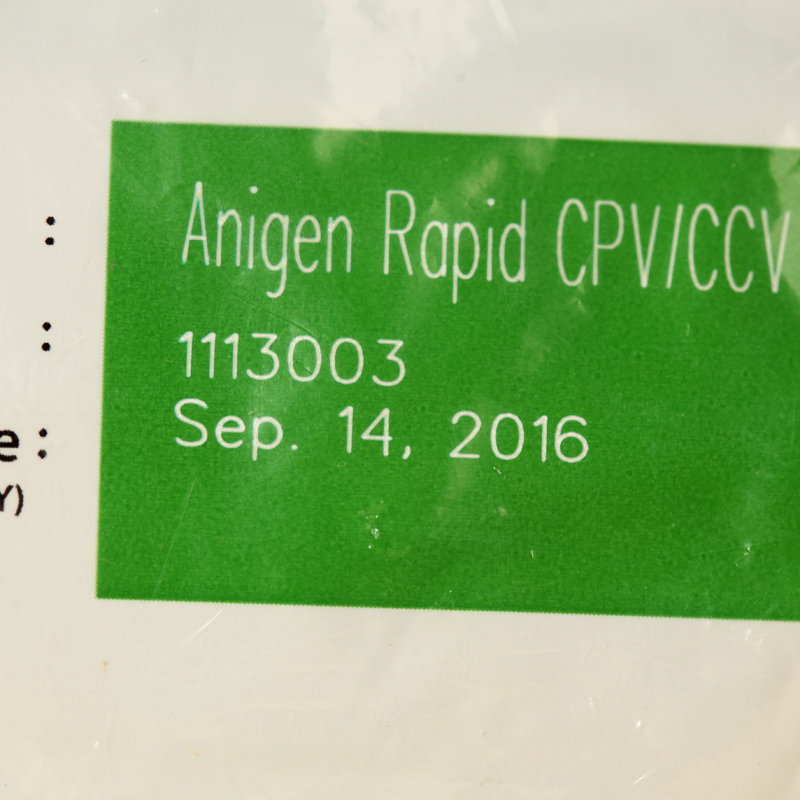 : Anigen Rapid CPV/CCV
: 1113003
e : Sep. 14, 2016
Y)